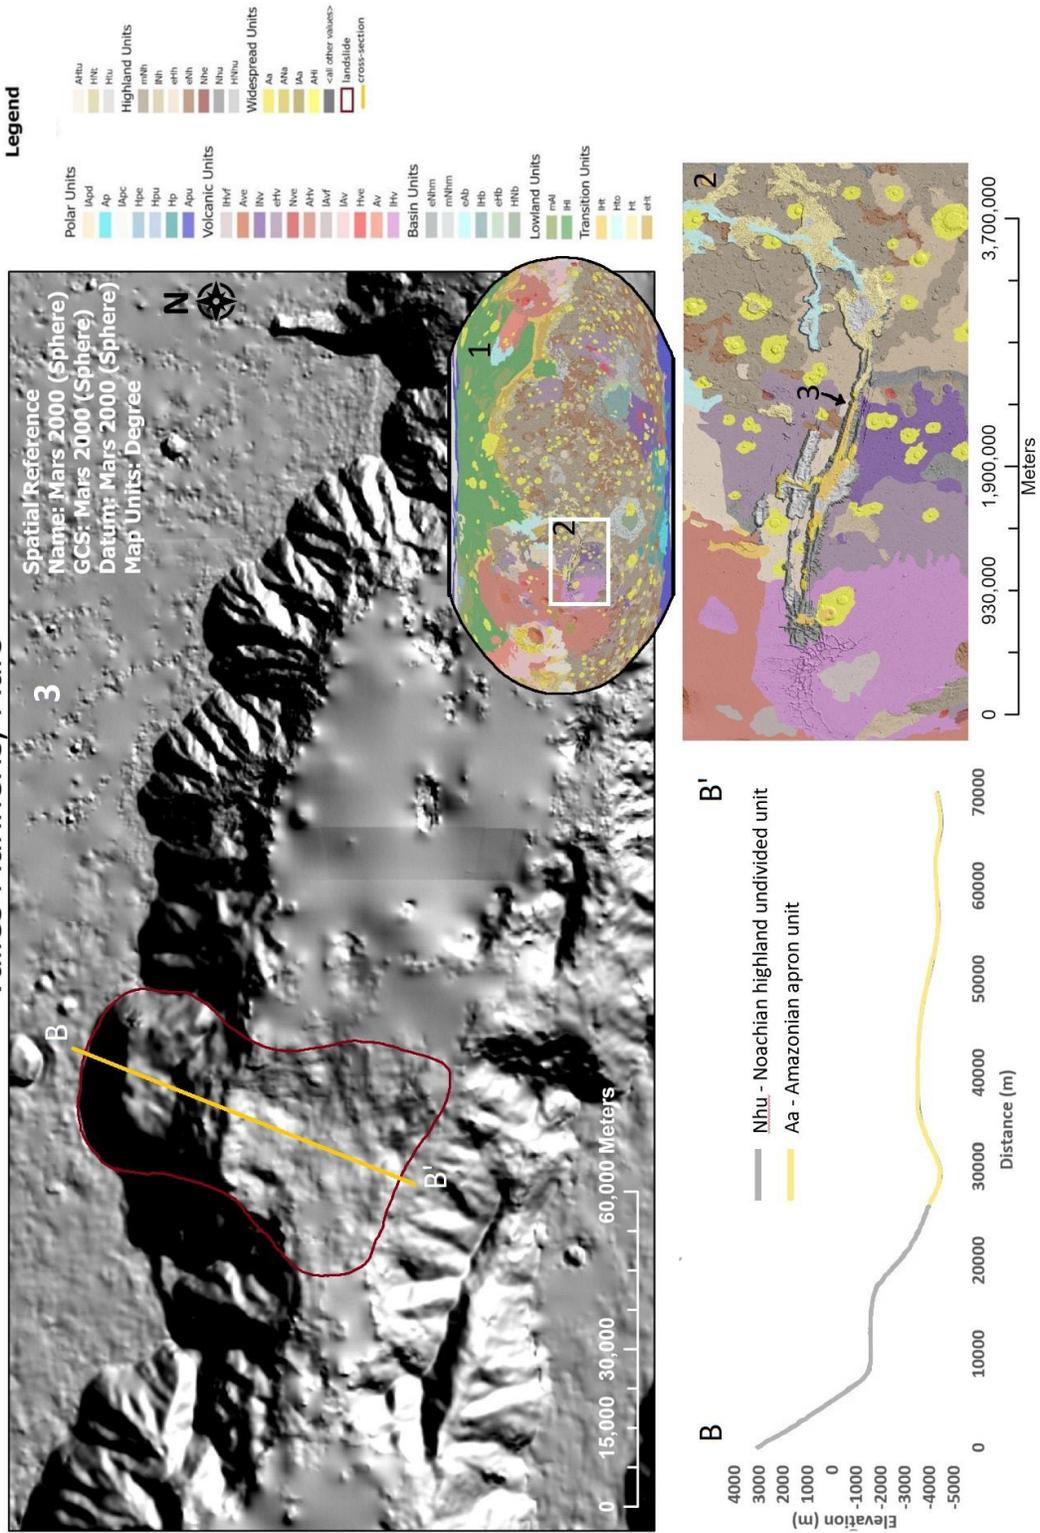 3
Spatial Reference
Name: Mars 2000 (Sphere)
GCS: Mars 2000 (Sphere)
Datum: Mars 2000 (Sphere)
Map Units: Degree
N
B
B'
0 15,000 30,000 60,000 Meters
1
2
Legend
Polar Units
lApd
Ap
lApc
Hpe
Hpu
Hp
Apu
Volcanic Units
lHvf
Ave
lNv
eHv
Nve
AHv
lAvf
lAv
Hve
Av
lHv
Basin Units
eNhm
mNhm
eAb
lHb
eHb
HNb
Lowland Units
mAl
lHl
Transition Units
lHt
Hto
Ht
eHt
AHtu
HNt
Htu
Highland Units
mNh
lNh
eHh
eNh
Nhe
Nhu
HNhu
Widespread Units
Aa
ANa
lAa
AHi
<all other values>
landslide
cross-section
B
B'
4000
3000
2000
1000
0
-1000
-2000
-3000
-4000
-5000
Elevation (m)
Nhu - Noachian highland undivided unit
Aa - Amazonian apron unit
0 10000 20000 30000 40000 50000 60000 70000
Distance (m)
2
3
0 930,000 1,900,000 3,700,000
Meters